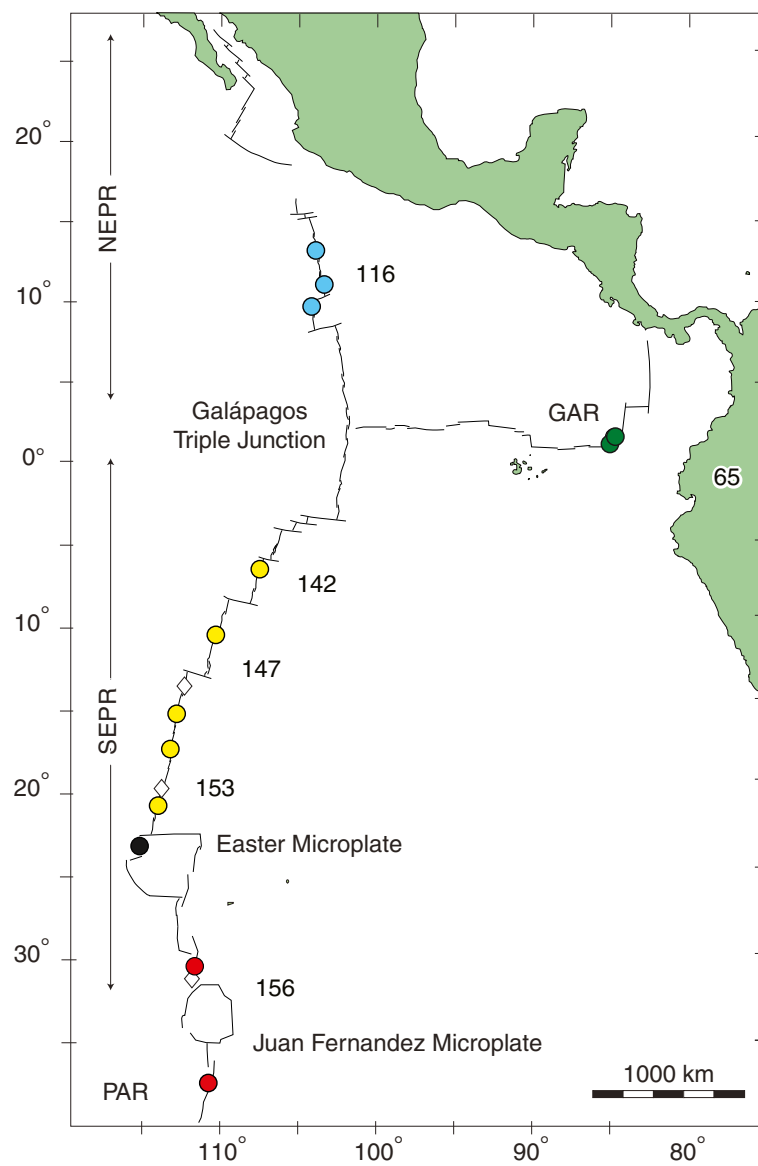 20°
NEPR
116
10°
Galápagos
Triple Junction
GAR
0°
65
142
10°
147
SEPR
20°
153
Easter Microplate
30°
156
Juan Fernandez Microplate
PAR
1000 km
110°
100°
90°
80°